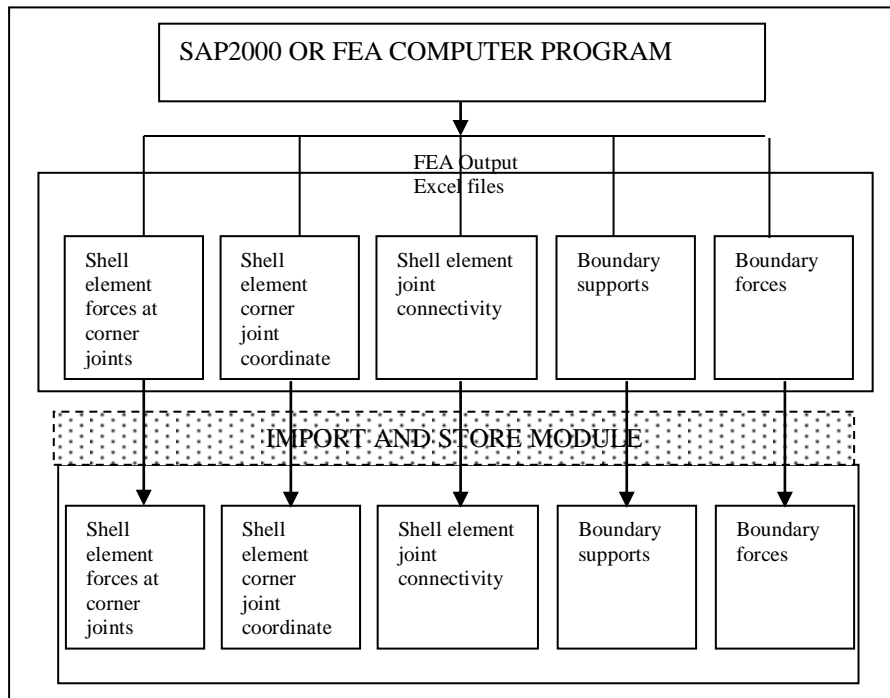 SAP2000 OR FEA COMPUTER PROGRAM
FEA Output
Excel files
Shell
element
forces at
corner
joints
Shell
element
corner
joint
coordinate
Shell element
joint
connectivity
Boundary
supports
Boundary
forces
IMPORT AND STORE MODULE
Shell
element
forces at
corner
joints
Shell
element
corner
joint
coordinate
Shell element
joint
connectivity
Boundary
supports
Boundary
forces